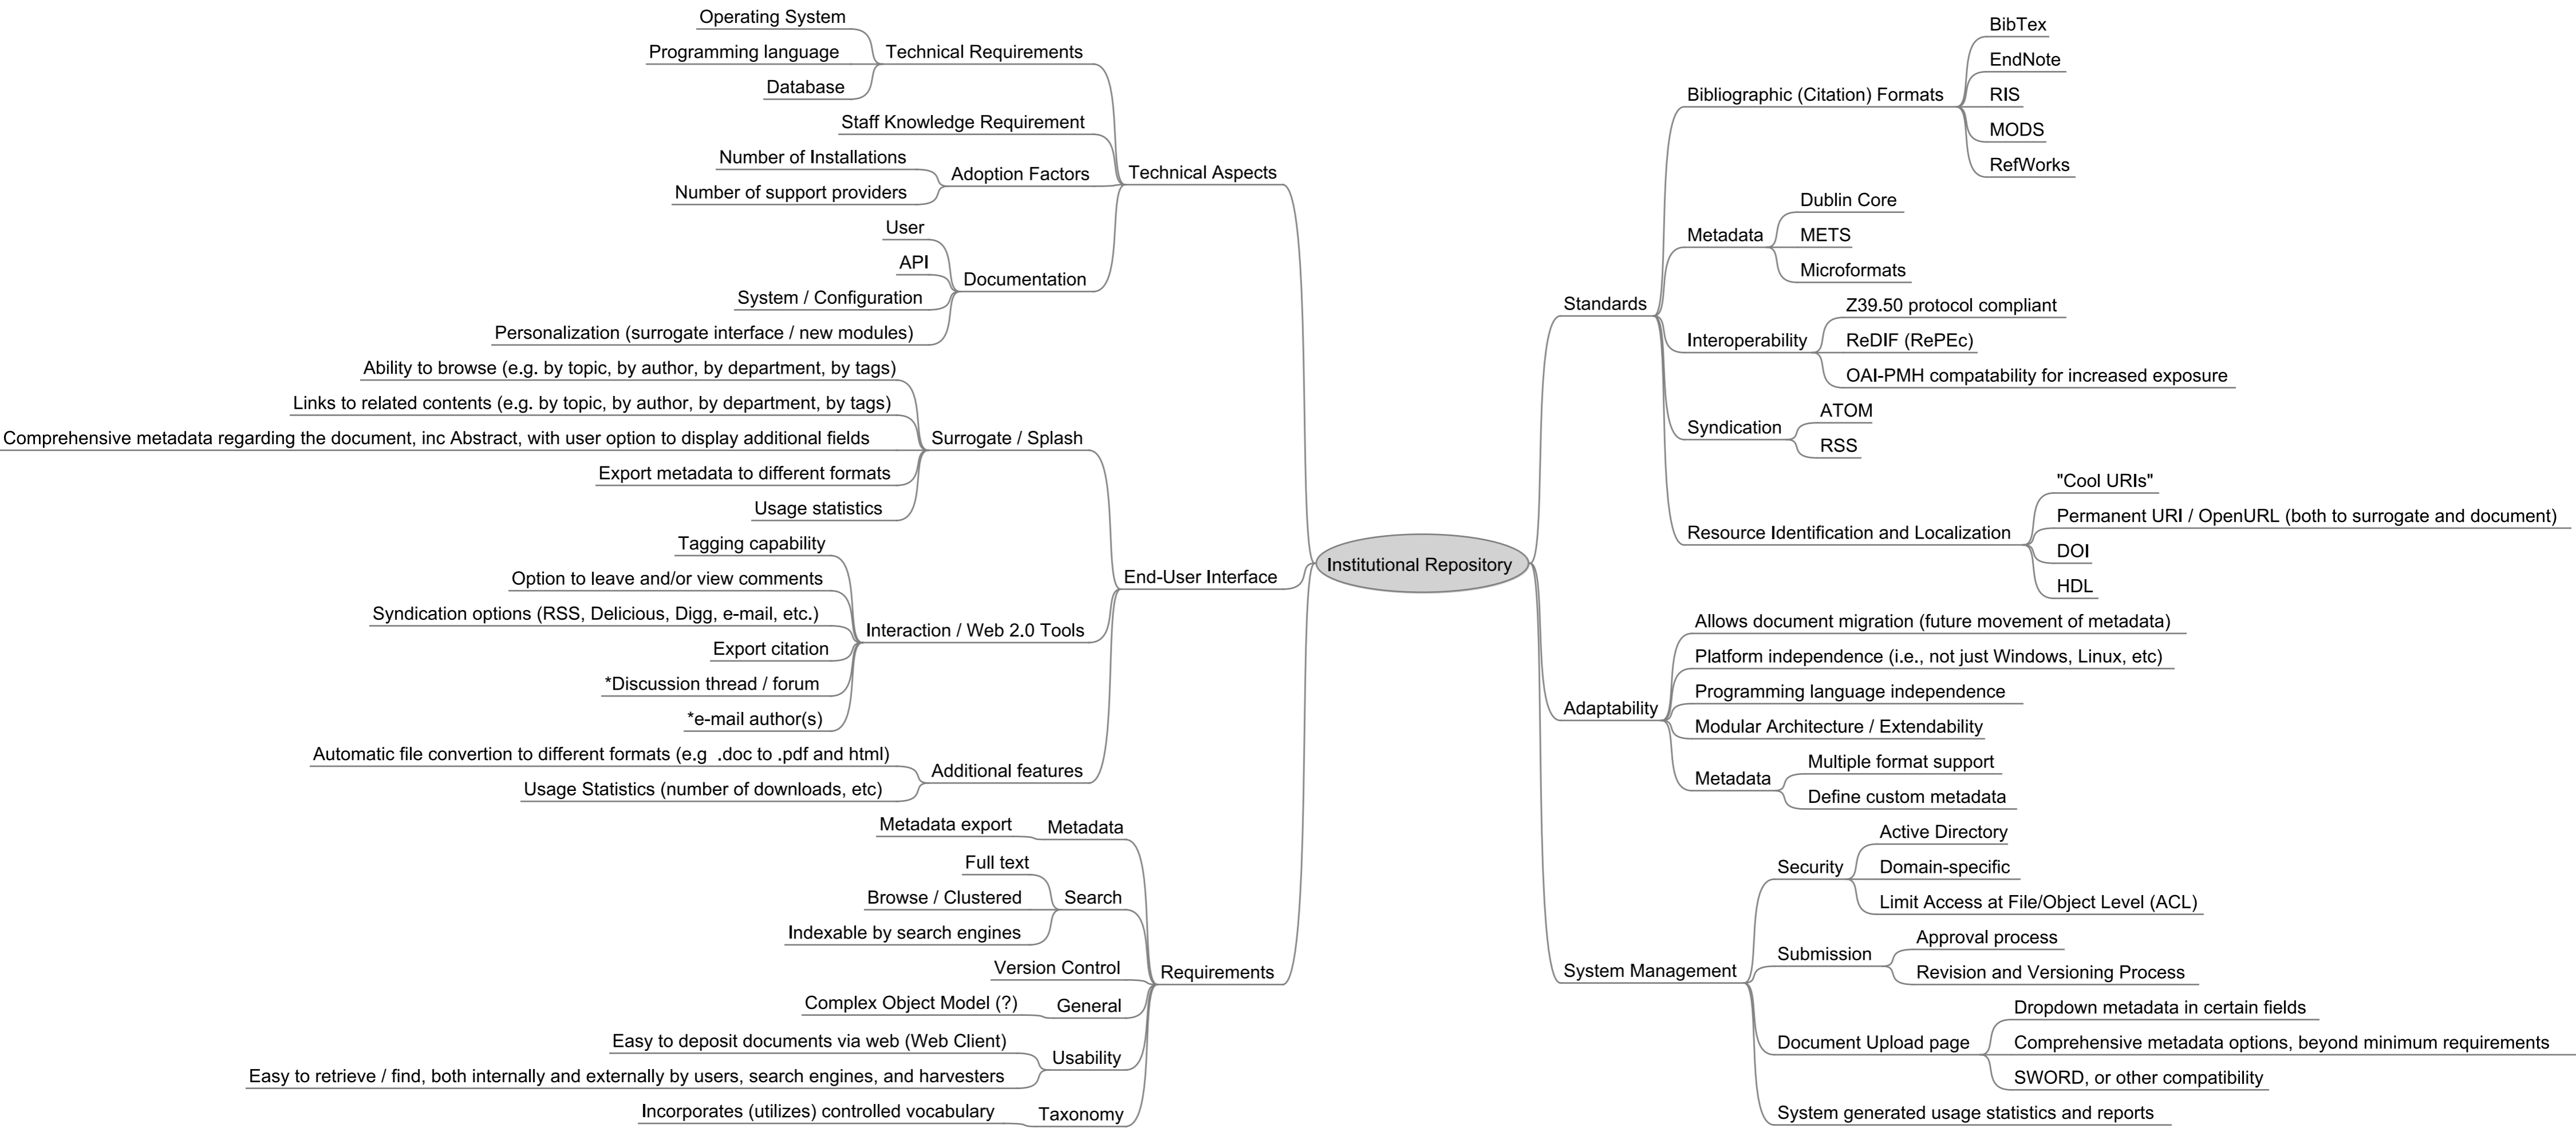 Operating System
Programming language
Database
Technical Requirements
Staff Knowledge Requirement
Number of Installations
Number of support providers
Adoption Factors
Technical Aspects
User
API
System / Configuration
Personalization (surrogate interface / new modules)
Documentation
Ability to browse (e.g. by topic, by author, by department, by tags)
Links to related contents (e.g. by topic, by author, by department, by tags)
Comprehensive metadata regarding the document, inc Abstract, with user option to display additional fields
Export metadata to different formats
Usage statistics
Surrogate / Splash
Tagging capability
Option to leave and/or view comments
Syndication options (RSS, Delicious, Digg, e-mail, etc.)
Export citation
*Discussion thread / forum
*e-mail author(s)
Interaction / Web 2.0 Tools
End-User Interface
Automatic file convertion to different formats (e.g  .doc to .pdf and html)
Usage Statistics (number of downloads, etc)
Additional features
Metadata export
Metadata
Full text
Browse / Clustered
Indexable by search engines
Search
Version Control
Requirements
Complex Object Model (?)
General
Easy to deposit documents via web (Web Client)
Easy to retrieve / find, both internally and externally by users, search engines, and harvesters
Usability
Incorporates (utilizes) controlled vocabulary
Taxonomy
Institutional Repository
Standards
Bibliographic (Citation) Formats
BibTex
EndNote
RIS
MODS
RefWorks
Metadata
Dublin Core
METS
Microformats
Interoperability
Z39.50 protocol compliant
ReDIF (RePEc)
OAI-PMH compatability for increased exposure
Syndication
ATOM
RSS
Resource Identification and Localization
"Cool URIs"
Permanent URI / OpenURL (both to surrogate and document)
DOI
HDL
Adaptability
Allows document migration (future movement of metadata)
Platform independence (i.e., not just Windows, Linux, etc)
Programming language independence
Modular Architecture / Extendability
Metadata
Multiple format support
Define custom metadata
System Management
Security
Active Directory
Domain-specific
Limit Access at File/Object Level (ACL)
Submission
Approval process
Revision and Versioning Process
Document Upload page
Dropdown metadata in certain fields
Comprehensive metadata options, beyond minimum requirements
SWORD, or other compatibility
System generated usage statistics and reports